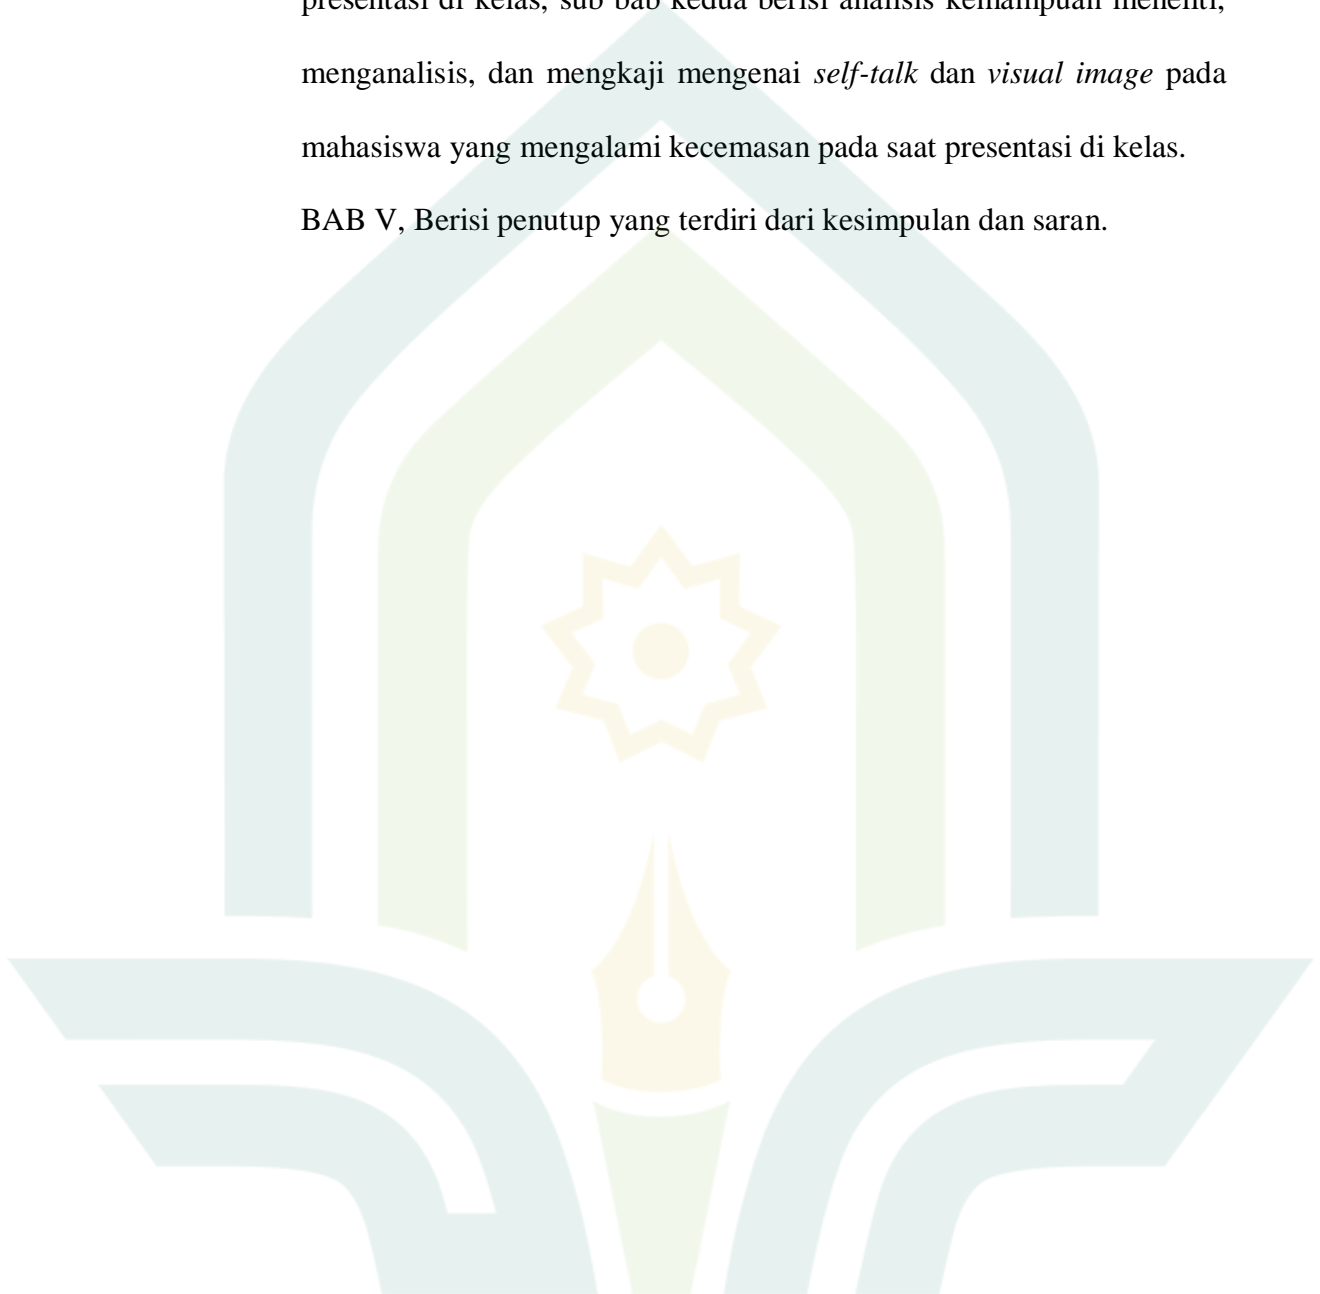 presentasi di kelas, sub bab kedua berisi analisis kemampuan meneliti,
menganalisis, dan mengkaji mengenai self-talk dan visual image pada
mahasiswa yang mengalami kecemasan pada saat presentasi di kelas.
BAB V, Berisi penutup yang terdiri dari kesimpulan dan saran.